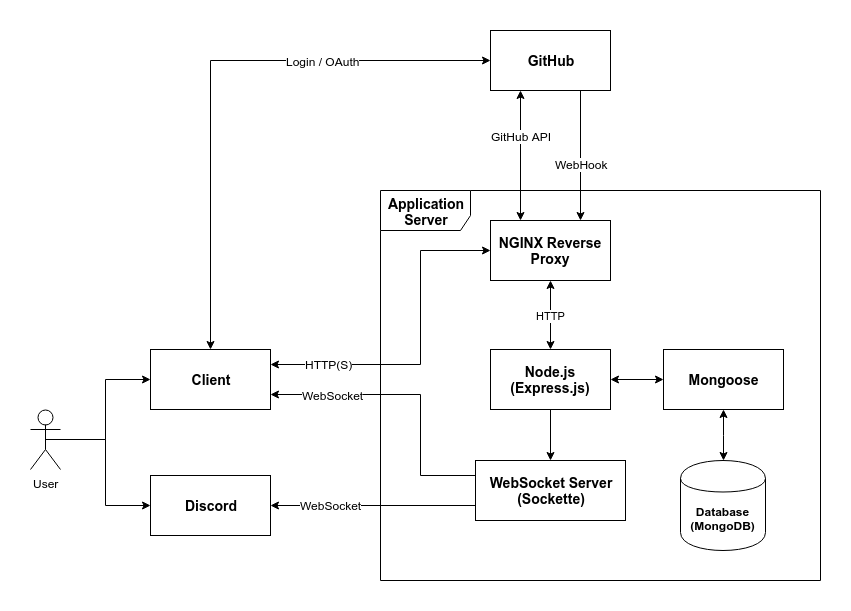 GitHub
Login / OAuth
GitHub API
WebHook
Application
Server
NGINX Reverse
Proxy
HTTP
HTTP(S)
Client
Node.js
(Express.js)
Mongoose
WebSocket
User
Discord
WebSocket
WebSocket Server
(Sockette)
Database
(MongoDB)